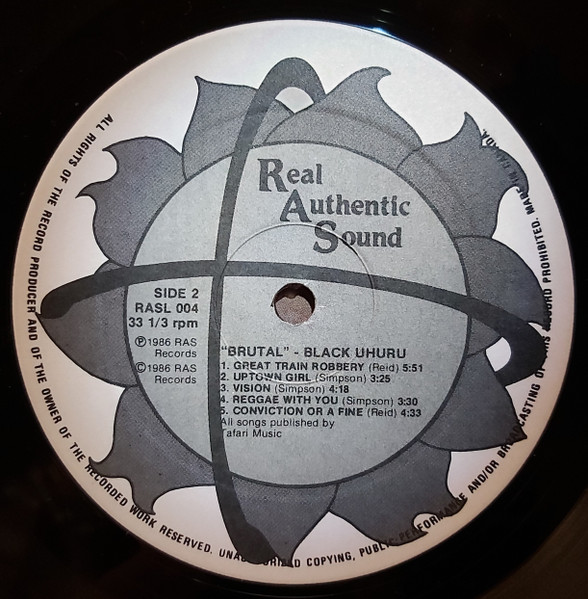 Real
Authentic
Sound
SIDE 2
RASL 004
33 1/3 rpm
℗1986 RAS
Records
©1986 RAS
Records
"BRUTAL" - BLACK UHURU
1. GREAT TRAIN ROBBERY (Reid) 5:51
2. UPTOWN GIRL (Simpson) 3:25
3. VISION (Simpson) 4:18
4. REGGAE WITH YOU (Simpson) 3:30
5. CONVICTION OR A FINE (Reid) 4:33
All songs published by
Tafari Music
ALL RIGHTS OF THE RECORD PRODUCER AND OF THE OWNER OF THE RECORDED WORK RESERVED. UNAUTHORIZED COPYING, PUBLIC PERFORMANCE AND/OR BROADCASTING OF THIS RECORD PROHIBITED. MADE IN CANADA.